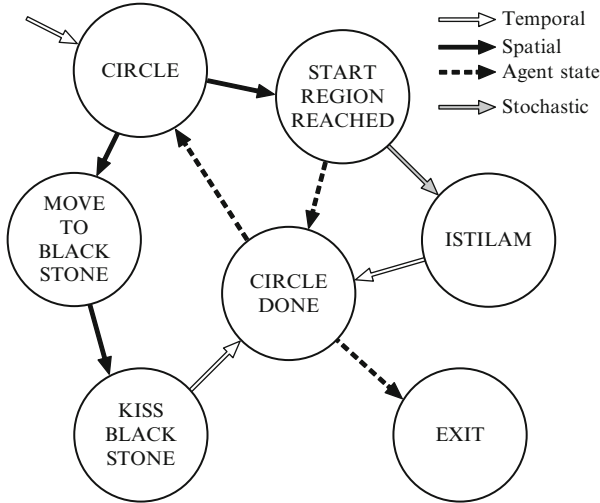 CIRCLE
START
REGION
REACHED
Temporal
Spatial
Agent state
Stochastic
MOVE
TO
BLACK
STONE
CIRCLE
DONE
ISTILAM
KISS
BLACK
STONE
EXIT